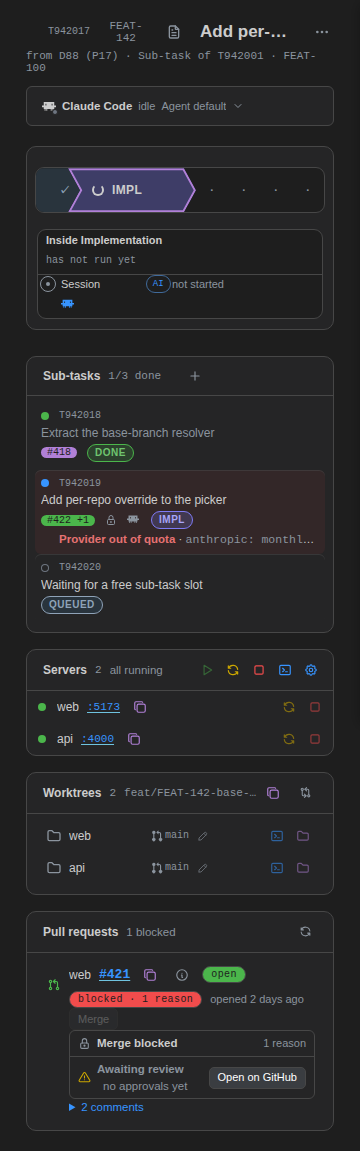 T942017 FEAT-142 Add per-… ···
from D88 (P17) · Sub-task of T942001 · FEAT-
100
Claude Code idle Agent default
✓ IMPL
Inside Implementation
has not run yet
Session AI not started
Sub-tasks 1/3 done +
T942018
Extract the base-branch resolver
#418 DONE
T942019
Add per-repo override to the picker
#422 +1 IMPL
Provider out of quota · anthropic: monthl…
T942020
Waiting for a free sub-task slot
QUEUED
Servers 2 all running
web :5173
api :4000
Worktrees 2 feat/FEAT-142-base-…
web main
api main
Pull requests 1 blocked
web #421 open
blocked · 1 reason opened 2 days ago
Merge
Merge blocked 1 reason
Awaiting review
no approvals yet
Open on GitHub
2 comments